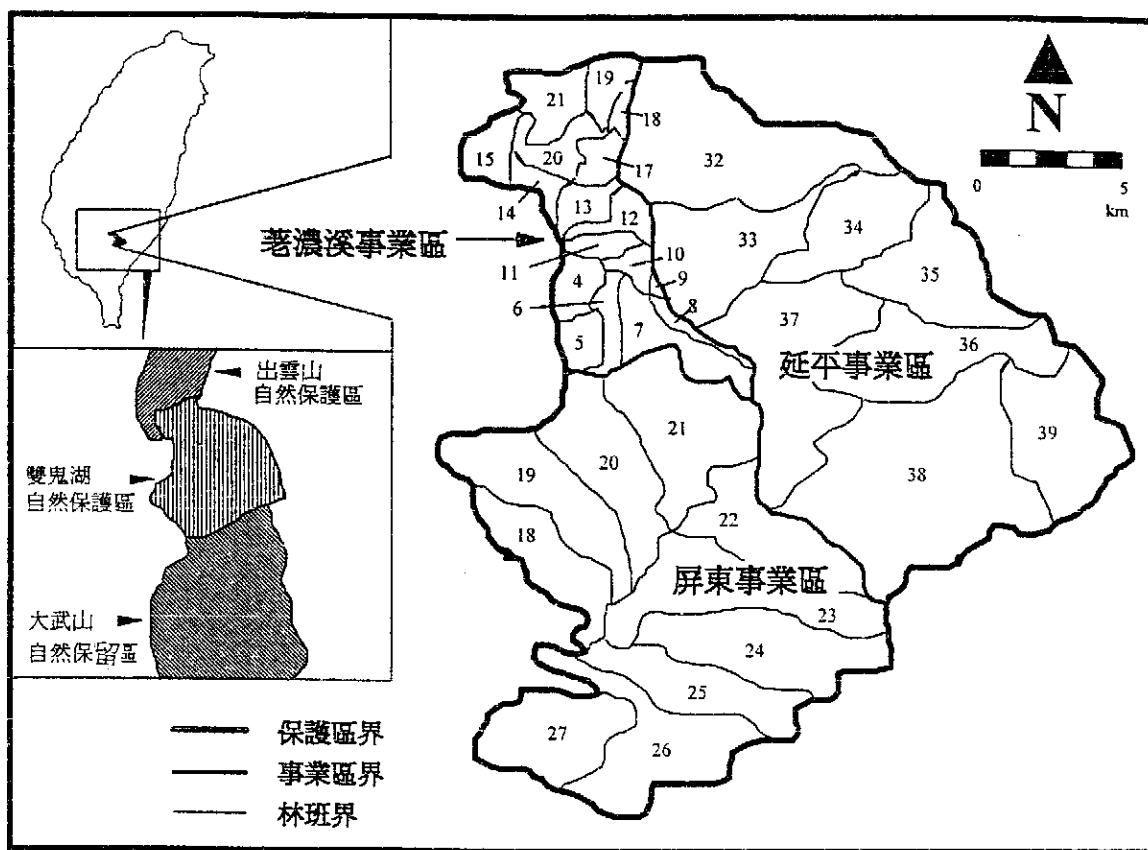 19
21
18
15
20
17
32
N
0
5
km
14
13
12
荖濃溪事業區
11
10
33
34
4
9
35
6
8
5
7
37
36
延平事業區
出雲山
自然保護區
雙鬼湖
自然保護區
大武山
自然保留區
21
20
39
19
38
18
22
屏東事業區
23
24
25
27
26
保護區界
事業區界
林班界